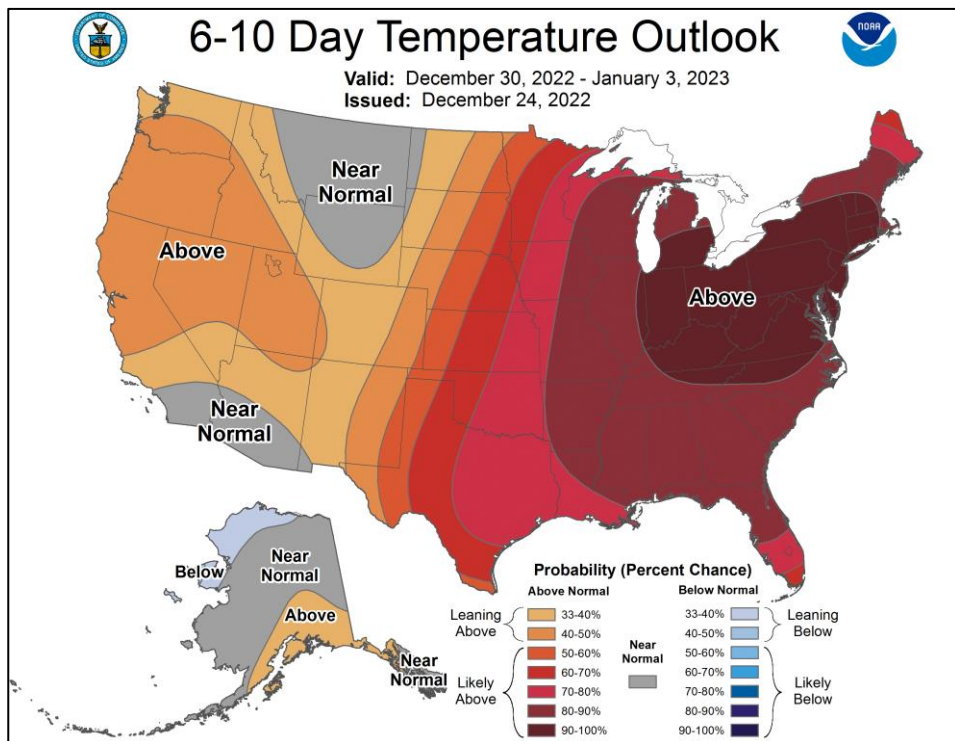 6-10 Day Temperature Outlook
NOAA
Valid: December 30, 2022 - January 3, 2023
Issued: December 24, 2022
Near
Normal
Above
Above
Near
Normal
Near
Normal
Below
Above
Near
Normal
Probability (Percent Chance)
Above Normal
Below Normal
Leaning
Above
33-40%
40-50%
Likely
Above
50-60%
60-70%
70-80%
80-90%
90-100%
Near
Normal
33-40%
40-50%
Leaning
Below
50-60%
60-70%
70-80%
80-90%
90-100%
Likely
Below